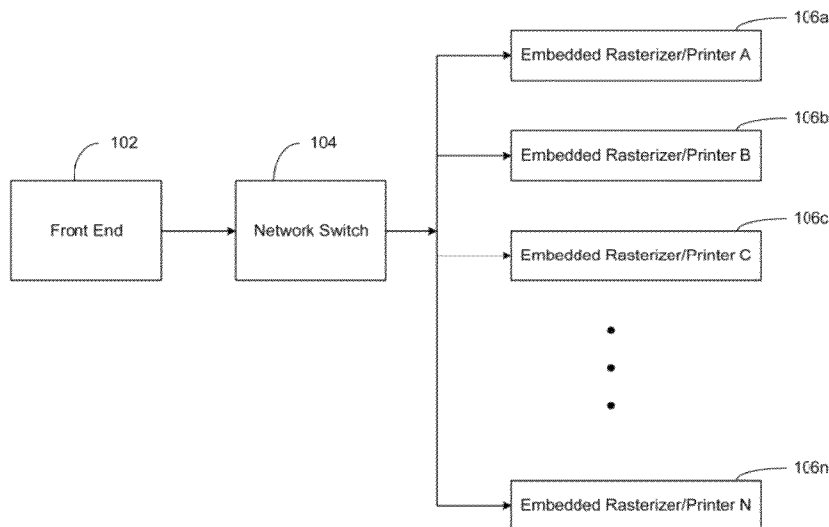 106a
Embedded Rasterizer/Printer A
106b
Embedded Rasterizer/Printer B
102
104
Front End
Network Switch
106c
Embedded Rasterizer/Printer C
106n
Embedded Rasterizer/Printer N